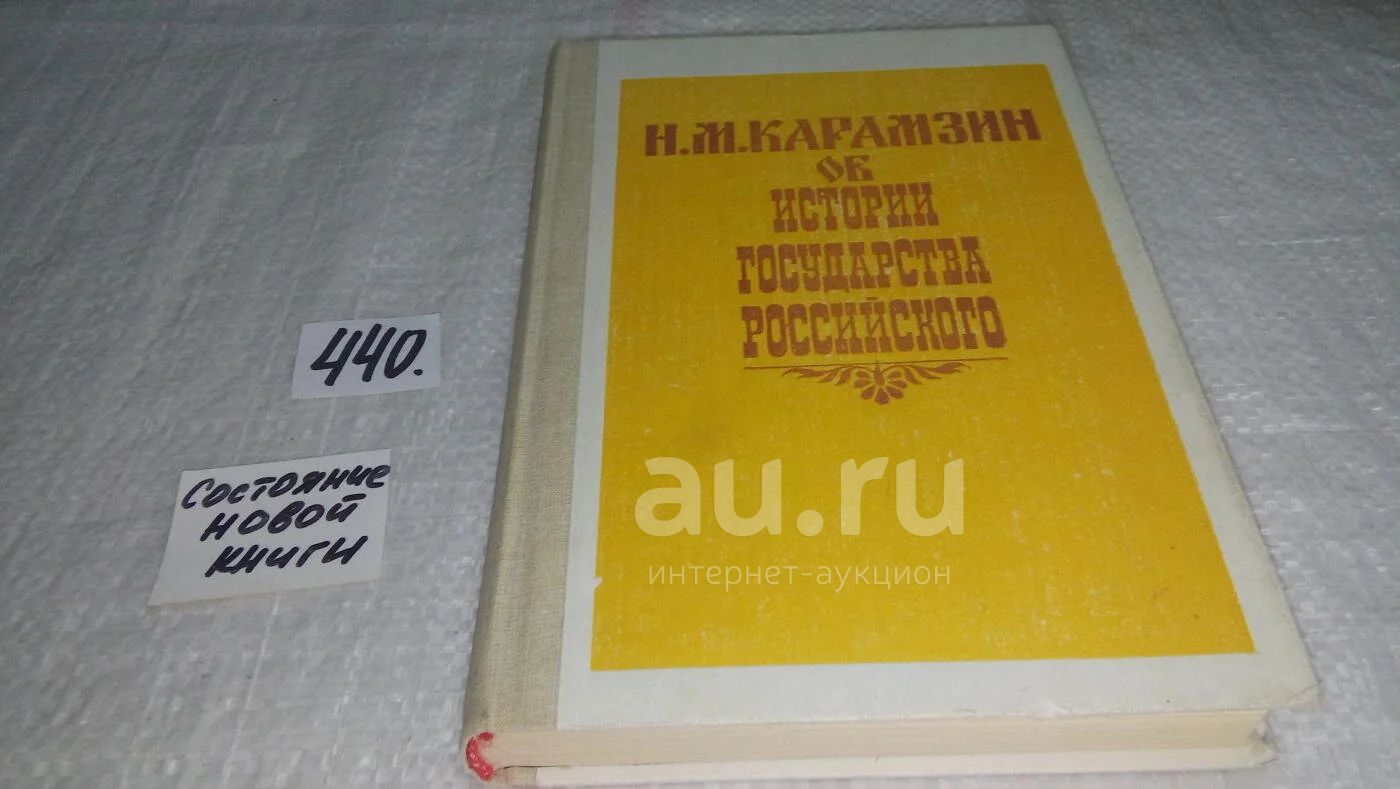 Н.М.КАРАМЗИН
ОБ
ИСТОРИИ
ГОСУДАРСТВА
РОССИЙСКОГО
440.
Состояние
новой
книги
au.ru
интернет-аукцион